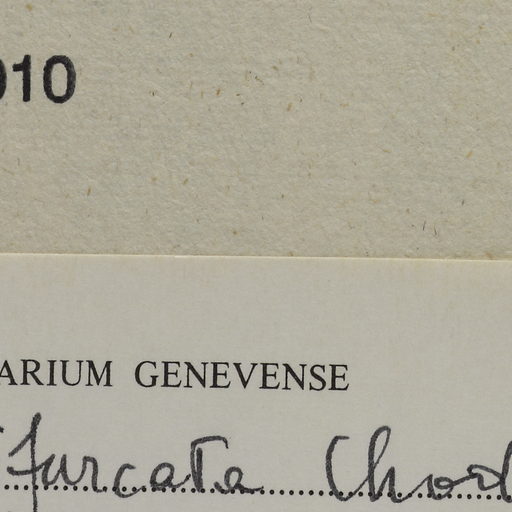 010
ARIUM GENEVENSE
furcata Chod